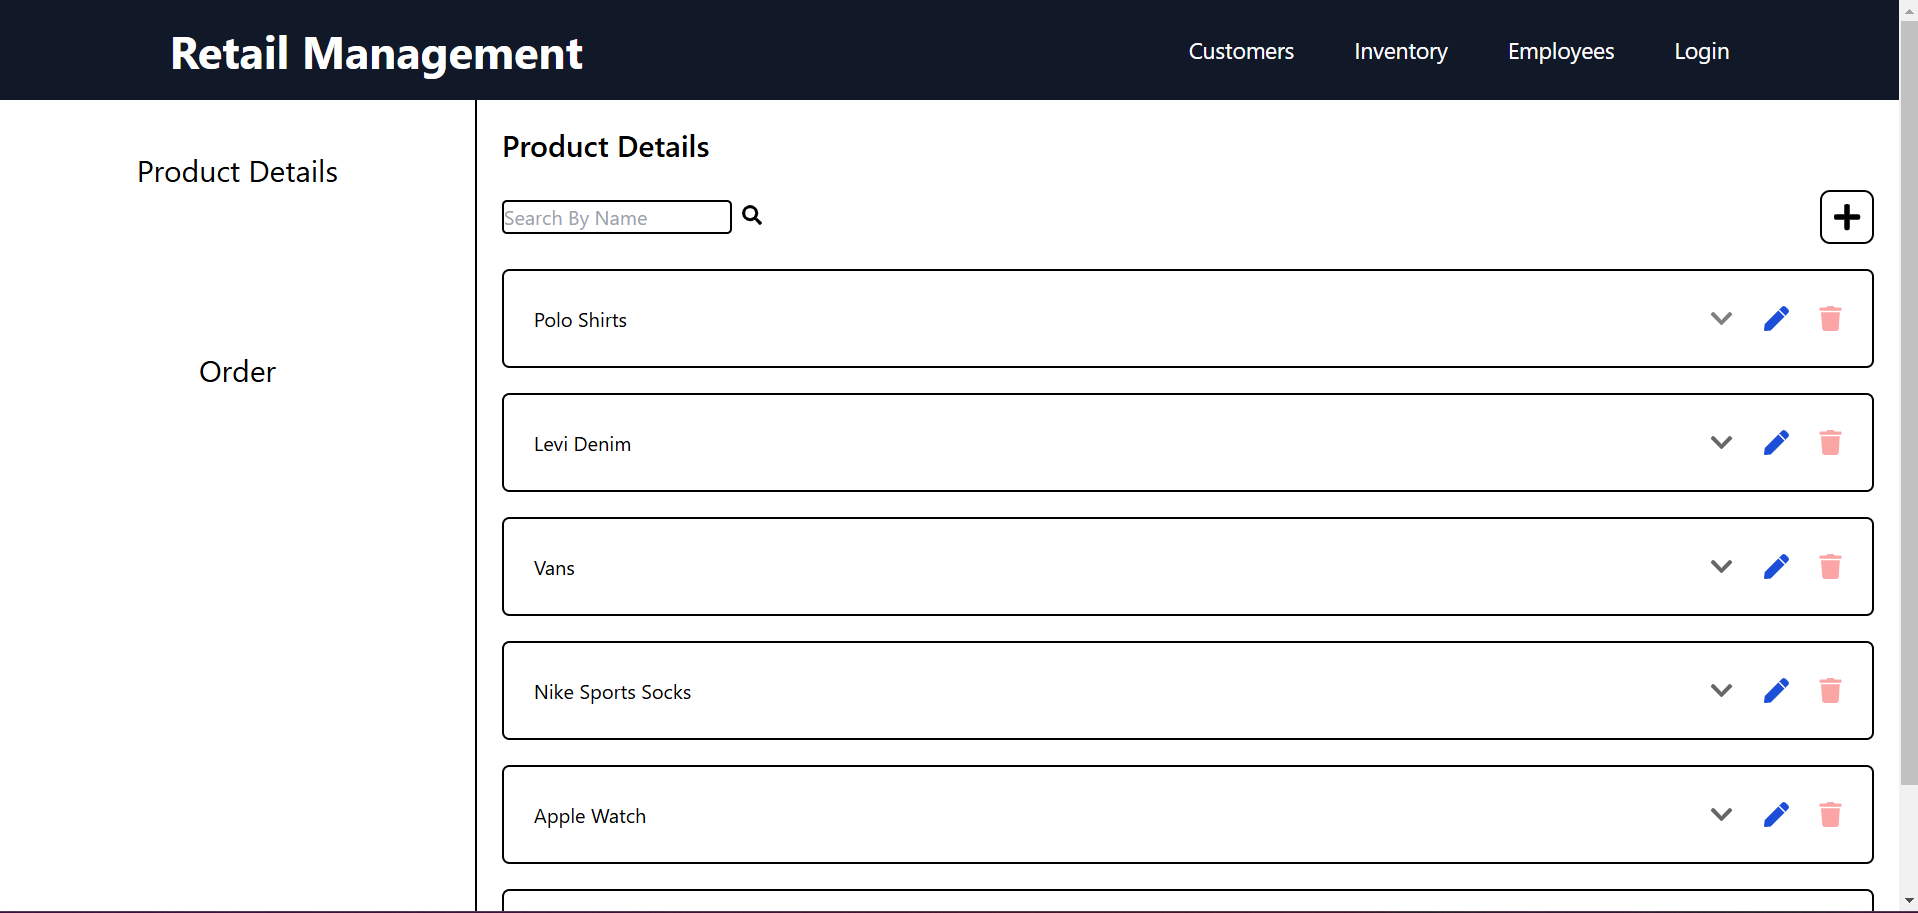 Retail Management
Customers Inventory Employees Login
Product Details
Order
Product Details
Search By Name
Polo Shirts
Levi Denim
Vans
Nike Sports Socks
Apple Watch